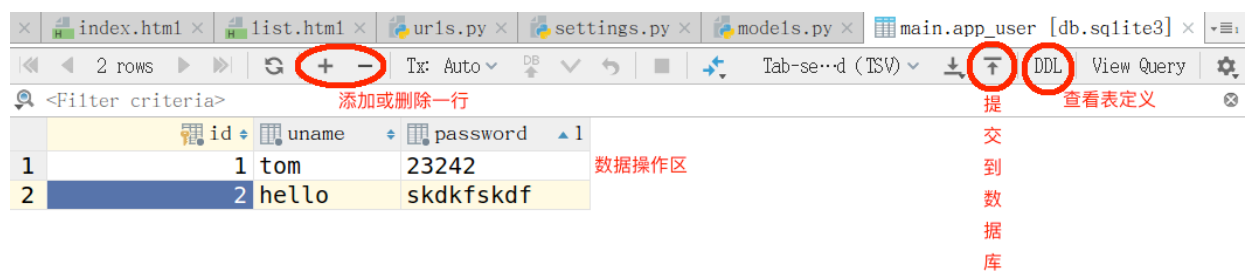 index.html list.html urls.py settings.py models.py main.app_user [db.sqlite3]
2 rows + - Tx: Auto DB Tab-se…d (TSV) DDL View Query
<Filter criteria> 添加或删除一行 提交到数据库 查看表定义
id uname password 1
1 1 tom 23242 数据操作区
2 2 hello skdkfskdf